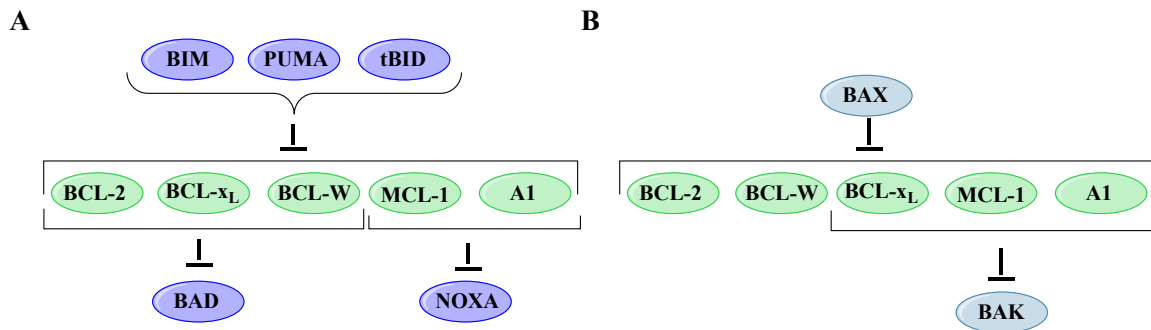 A
B
BIM PUMA tBID
BAX
BCL-2 BCL-xL BCL-W MCL-1 A1
BCL-2 BCL-W BCL-xL MCL-1 A1
BAD NOXA
BAK